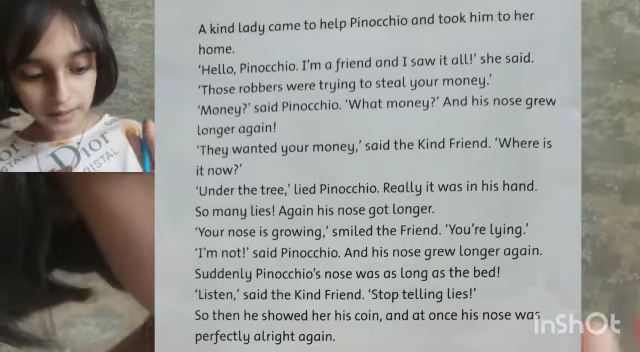 A kind lady came to help Pinocchio and took him to her
home.
‘Hello, Pinocchio. I’m a friend and I saw it all!’ she said.
‘Those robbers were trying to steal your money.’
‘Money?’ said Pinocchio. ‘What money?’ And his nose grew
longer again!
‘They wanted your money,’ said the Kind Friend. ‘Where is
it now?’
‘Under the tree,’ lied Pinocchio. Really it was in his hand.
So many lies! Again his nose got longer.
‘Your nose is growing,’ smiled the Friend. ‘You’re lying.’
‘I’m not!’ said Pinocchio. And his nose grew longer again.
Suddenly Pinocchio’s nose was as long as the bed!
‘Listen,’ said the Kind Friend. ‘Stop telling lies!’
So then he showed her his coin, and at once his nose was
perfectly alright again.
Dior
RISTAL
InShOt